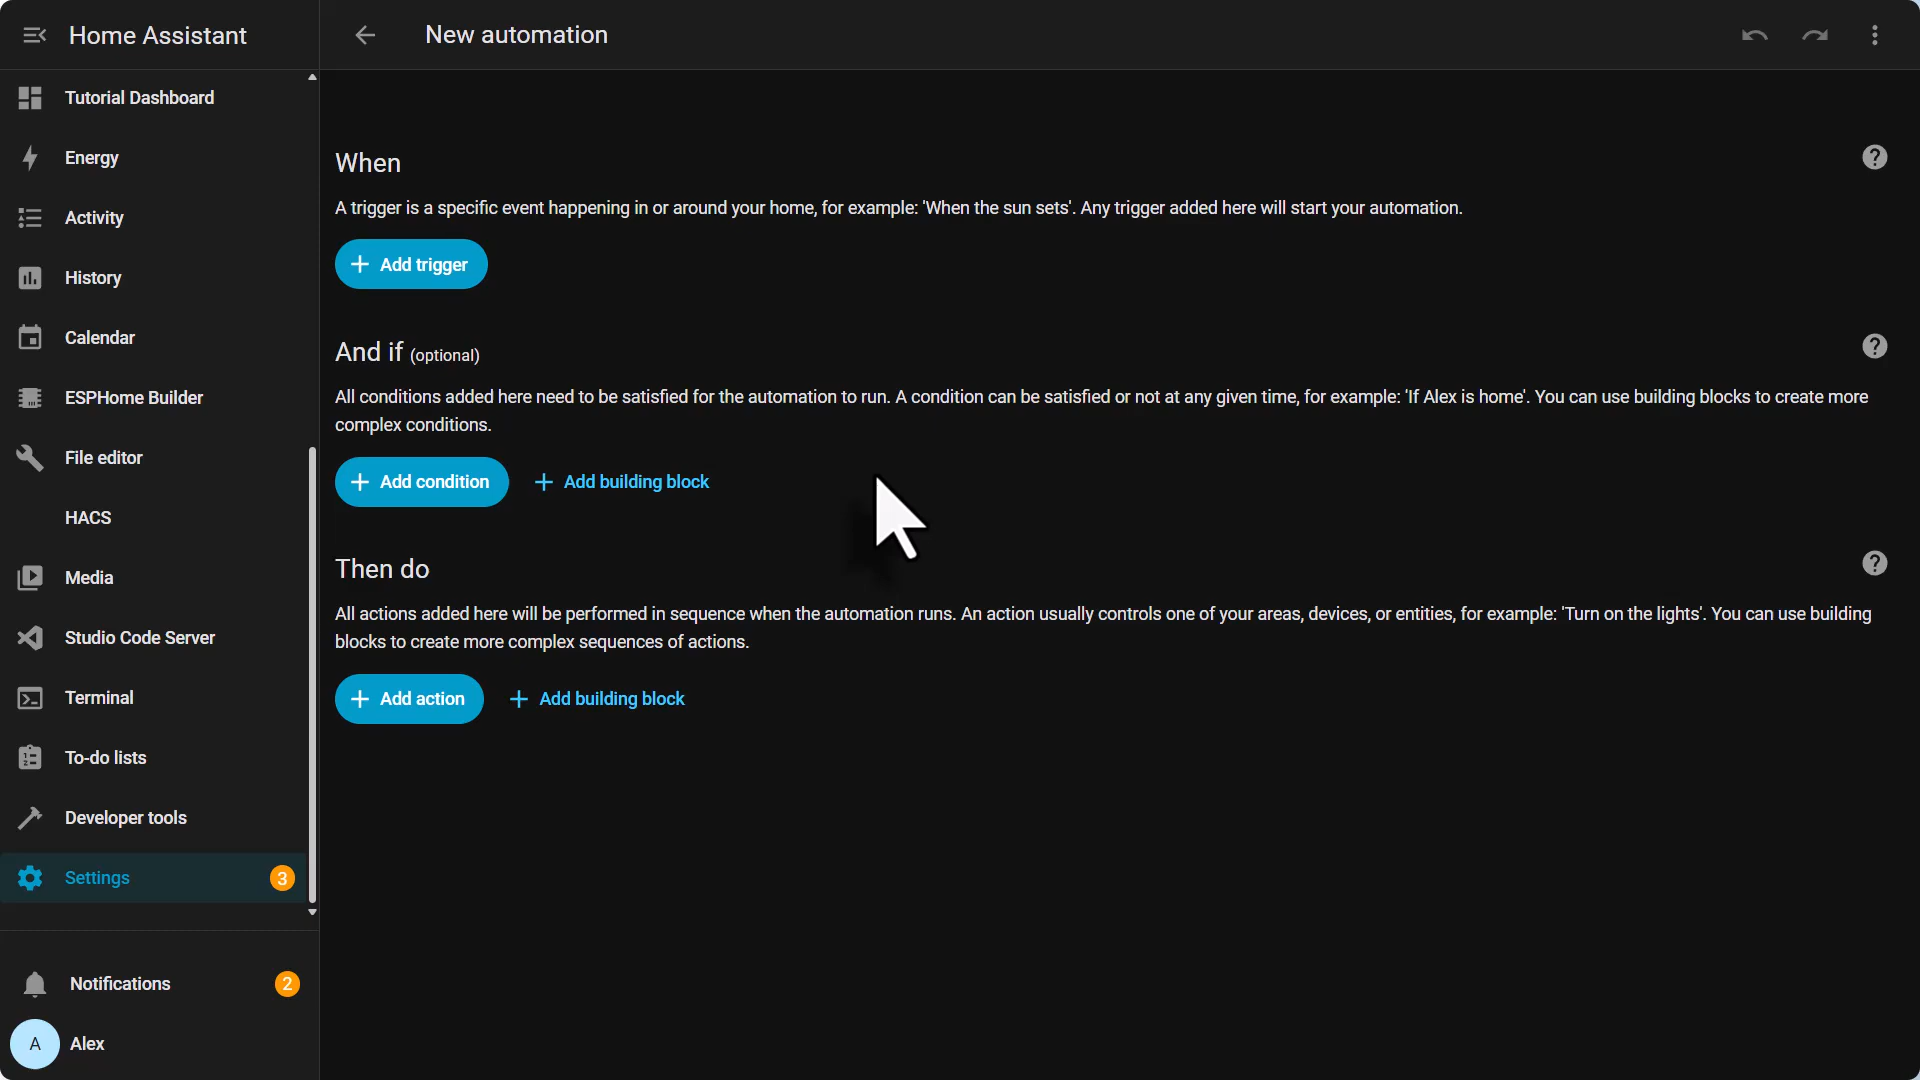 Home Assistant
New automation
Tutorial Dashboard
Energy
Activity
History
Calendar
ESPHome Builder
File editor
HACS
Media
Studio Code Server
Terminal
To-do lists
Developer tools
Settings 3
Notifications 2
A Alex
When
A trigger is a specific event happening in or around your home, for example: 'When the sun sets'. Any trigger added here will start your automation.
+ Add trigger
And if (optional)
All conditions added here need to be satisfied for the automation to run. A condition can be satisfied or not at any given time, for example: 'If Alex is home'. You can use building blocks to create more
complex conditions.
+ Add condition + Add building block
Then do
All actions added here will be performed in sequence when the automation runs. An action usually controls one of your areas, devices, or entities, for example: 'Turn on the lights'. You can use building
blocks to create more complex sequences of actions.
+ Add action + Add building block